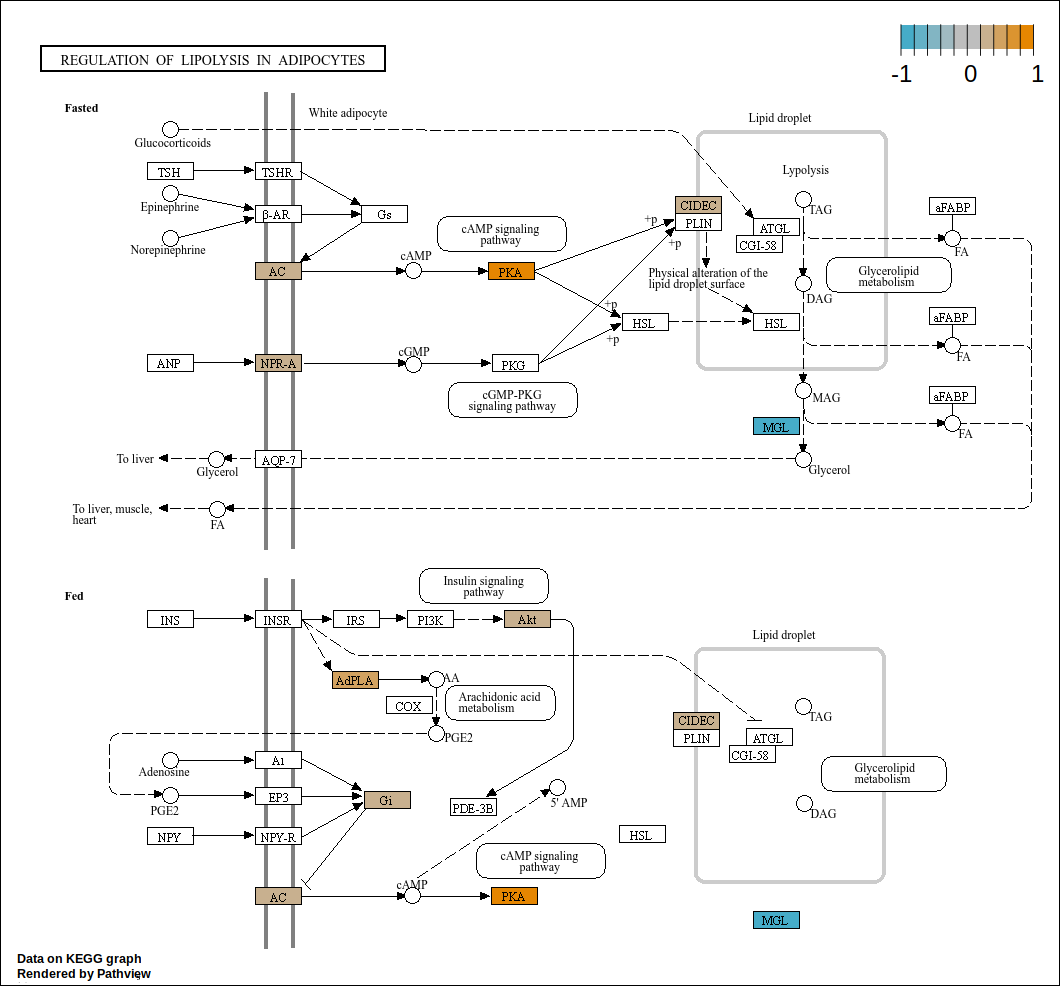 -1 0 1
REGULATION OF LIPOLYSIS IN ADIPOCYTES
Fasted
White adipocyte
Lipid droplet
Glucocorticoids
TSH
TSHR
Lypolysis
Epinephrine
β-AR
Gs
Norepinephrine
cAMP signaling
pathway
CIDEC
PLIN
+p
+p
ATGL
CGI-58
TAG
aFABP
FA
AC
cAMP
PKA
Physical alteration of the
lipid droplet surface
Glycerolipid
metabolism
DAG
+p
HSL
HSL
+p
aFABP
FA
ANP
NPR-A
cGMP
PKG
cGMP-PKG
signaling pathway
MAG
aFABP
FA
MGL
To liver
Glycerol
AQP-7
Glycerol
To liver, muscle,
heart
FA
Fed
Insulin signaling
pathway
INS
INSR
IRS
PI3K
Akt
Lipid droplet
AdPLA
AA
COX
Arachidonic acid
metabolism
PGE2
CIDEC
PLIN
ATGL
CGI-58
TAG
Adenosine
A1
Glycerolipid
metabolism
PGE2
EP3
Gi
PDE-3B
5' AMP
DAG
NPY
NPY-R
HSL
cAMP signaling
pathway
AC
cAMP
PKA
MGL
Data on KEGG graph
Rendered by Pathview